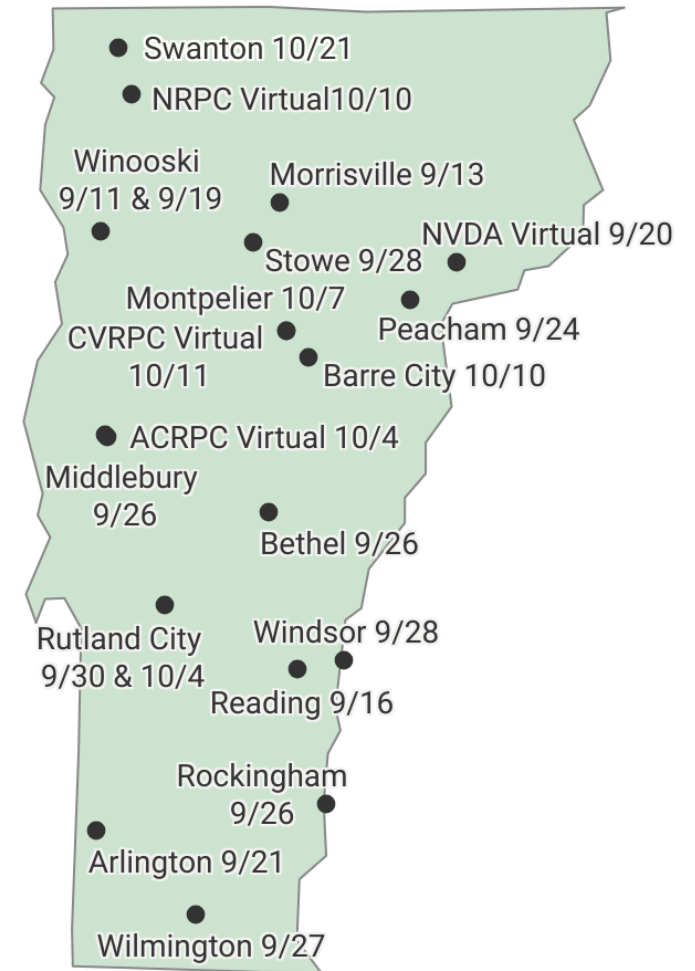 Swanton 10/21
NRPC Virtual10/10
Winooski
9/11 & 9/19
Morrisville 9/13
NVDA Virtual 9/20
Stowe 9/28
Montpelier 10/7
Peacham 9/24
CVRPC Virtual
10/11
Barre City 10/10
ACRPC Virtual 10/4
Middlebury
9/26
Bethel 9/26
Rutland City
9/30 & 10/4
Windsor 9/28
Reading 9/16
Rockingham
9/26
Arlington 9/21
Wilmington 9/27